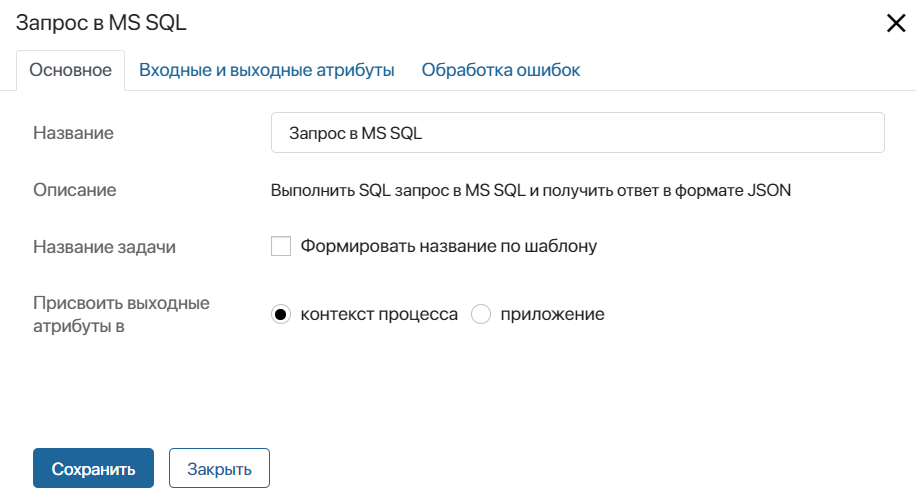 Запрос в MS SQL
Основное Входные и выходные атрибуты Обработка ошибок
Название Запрос в MS SQL
Описание Выполнить SQL запрос в MS SQL и получить ответ в формате JSON
Название задачи Формировать название по шаблону
Присвоить выходные
атрибуты в контекст процесса приложение
Сохранить Закрыть